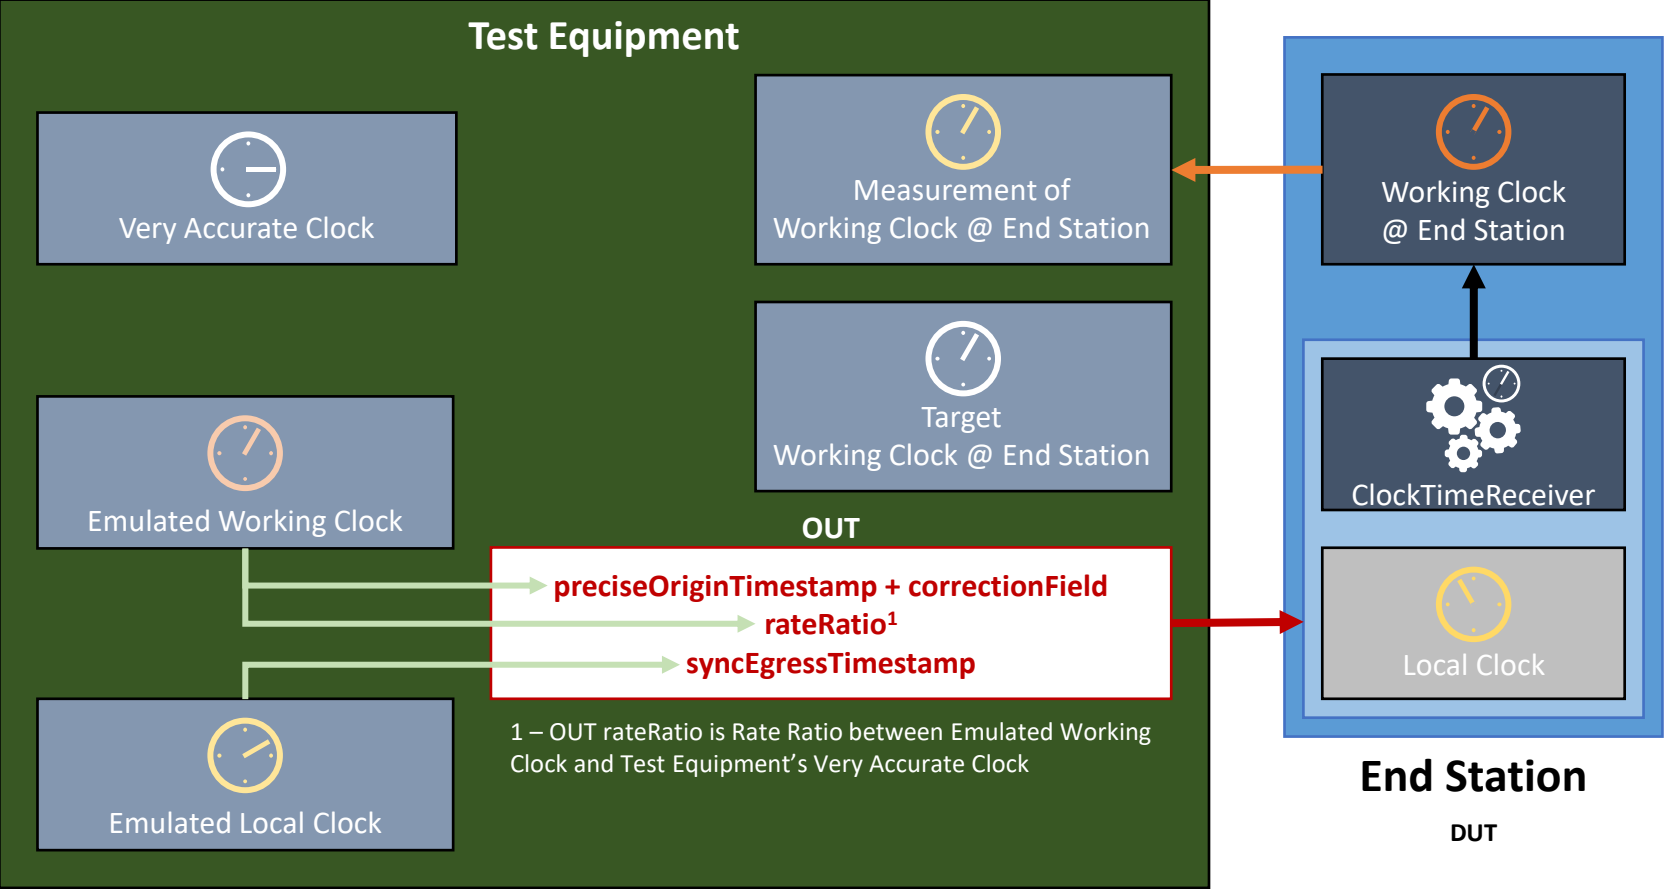 Test Equipment
Very Accurate Clock
Measurement of
Working Clock @ End Station
Working Clock
@ End Station
Target
Working Clock @ End Station
ClockTimeReceiver
Emulated Working Clock
OUT
preciseOriginTimestamp + correctionField
rateRatio¹
syncEgressTimestamp
Local Clock
1 – OUT rateRatio is Rate Ratio between Emulated Working
Clock and Test Equipment’s Very Accurate Clock
Emulated Local Clock
End Station
DUT